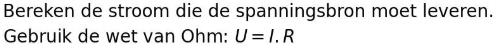 Bereken de stroom die de spanningsbron moet leveren.
Gebruik de wet van Ohm: U = I . R